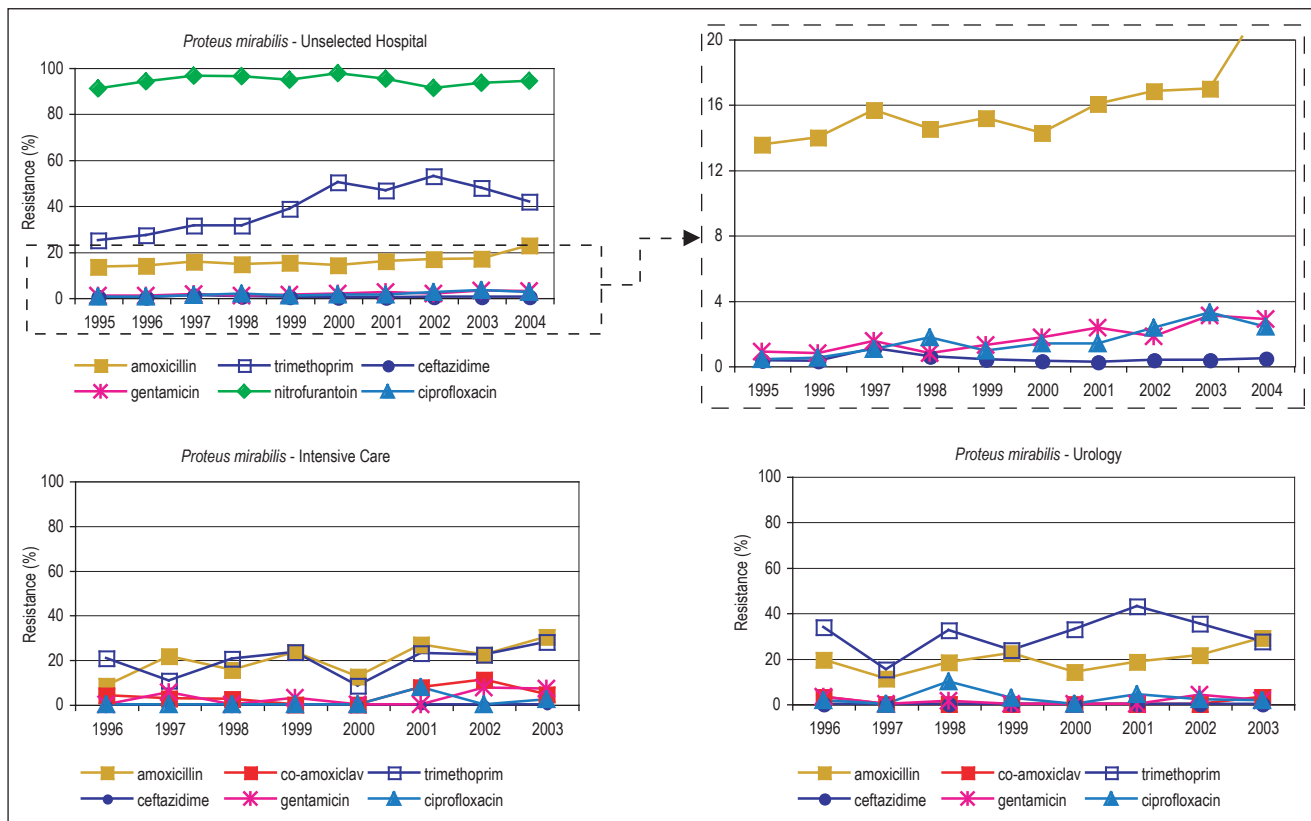 Proteus mirabilis - Unselected Hospital
Resistance (%)
100
80
60
40
20
0
1995 1996 1997 1998 1999 2000 2001 2002 2003 2004
amoxicillin trimethoprim ceftazidime
gentamicin nitrofurantoin ciprofloxacin
20
16
12
8
4
0
1995 1996 1997 1998 1999 2000 2001 2002 2003 2004
Proteus mirabilis - Intensive Care
Resistance (%)
100
80
60
40
20
0
1996 1997 1998 1999 2000 2001 2002 2003
amoxicillin co-amoxiclav trimethoprim
ceftazidime gentamicin ciprofloxacin
Proteus mirabilis - Urology
Resistance (%)
100
80
60
40
20
0
1996 1997 1998 1999 2000 2001 2002 2003
amoxicillin co-amoxiclav trimethoprim
ceftazidime gentamicin ciprofloxacin